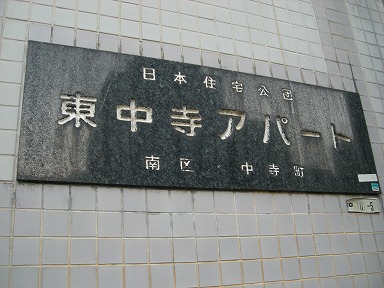 日本住宅公団
東中寺アパート
南区 中寺町